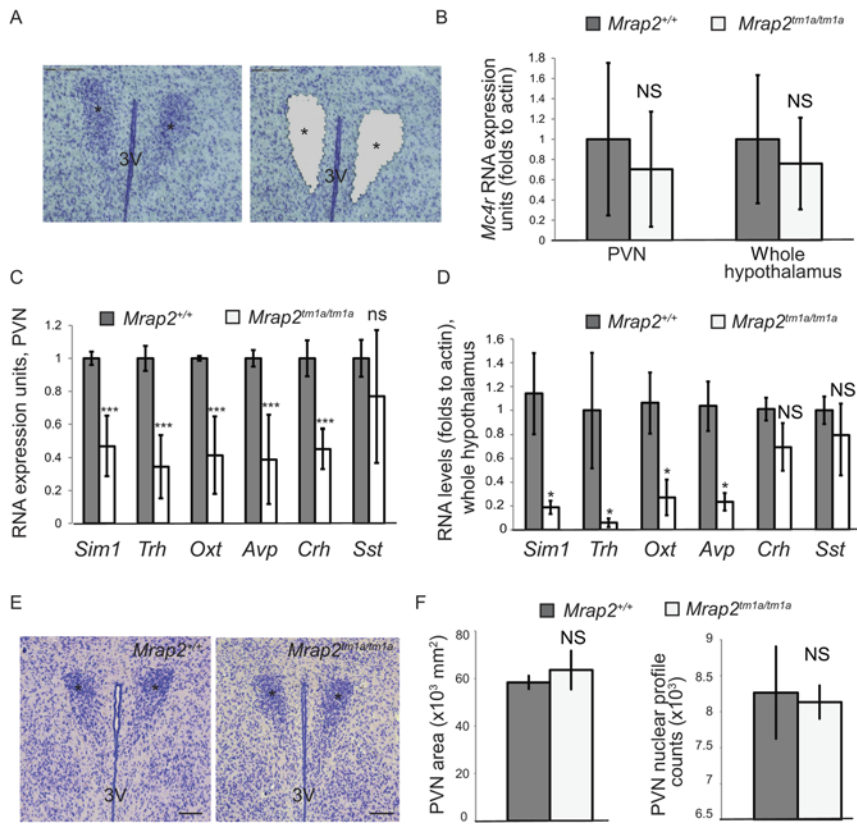 A
*
*
3V
*
*
3V
B
Mrap2+/+
Mrap2tm1a/tm1a
Mc4r RNA expression
units (folds to actin)
1.8
1.6
1.4
1.2
1
0.8
0.6
0.4
0.2
0
NS
NS
PVN
Whole
hypothalamus
C
Mrap2+/+
Mrap2tm1a/tm1a
ns
RNA expression units, PVN
1.2
1
0.8
0.6
0.4
0.2
0
***
***
***
***
***
Sim1 Trh Oxt Avp Crh Sst
D
Mrap2+/+
Mrap2tm1a/tm1a
RNA levels (folds to actin),
whole hypothalamus
1.6
1.4
1.2
1
0.8
0.6
0.4
0.2
0
*
*
*
*
NS
NS
Sim1 Trh Oxt Avp Crh Sst
E
Mrap2+/+
*
*
3V
Mrap2tm1a/tm1a
*
*
3V
F
Mrap2+/+
Mrap2tm1a/tm1a
PVN area (x10³ mm²)
80
60
40
20
0
NS
PVN nuclear profile
counts (x10³)
9
8.5
8
7.5
7
6.5
NS